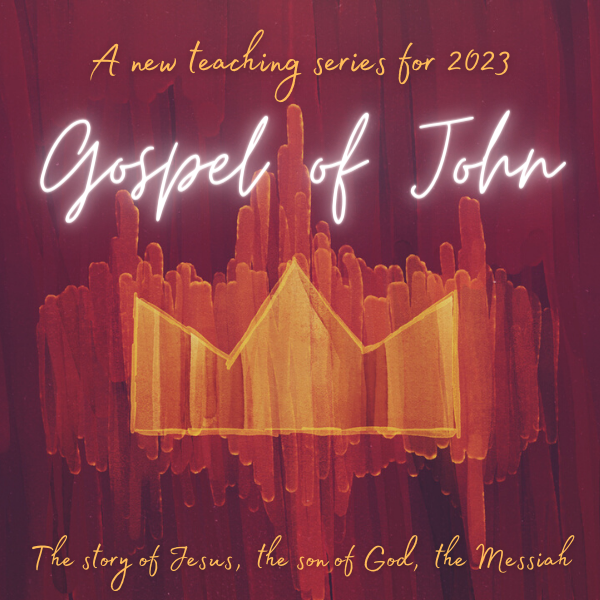 A new teaching series for 2023
Gospel of John
The story of Jesus, the son of God, the Messiah